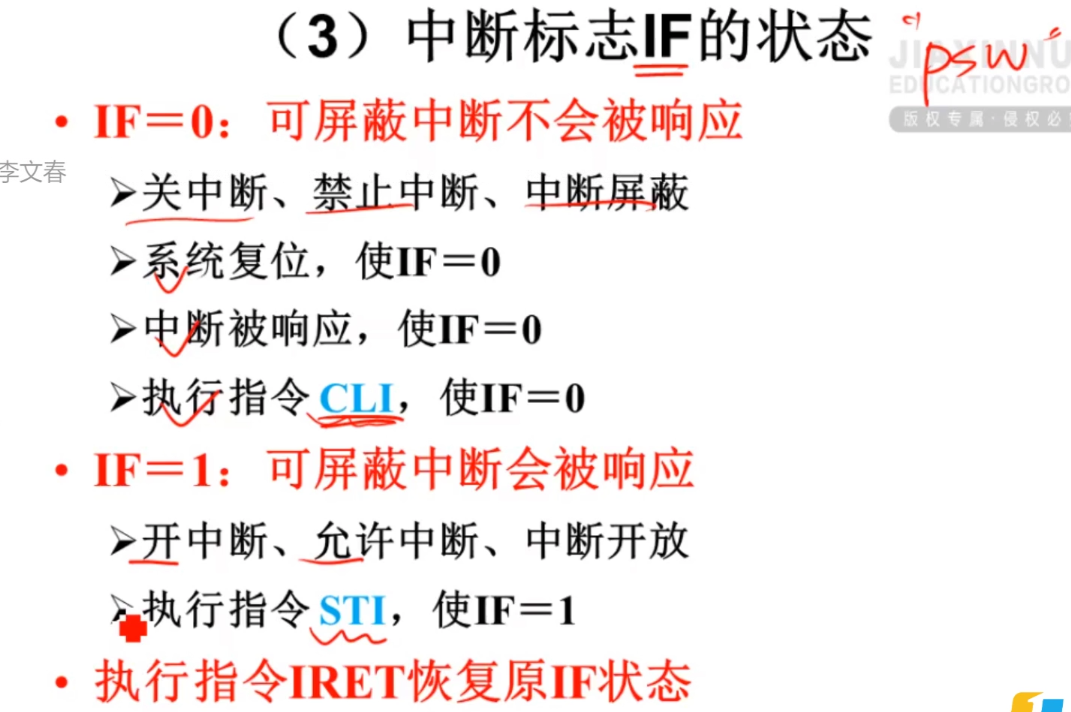 （3）中断标志IF的状态
"psw"
JIAXINNU
EDUCATIONGRO
版权专属·侵权必
• IF＝0：可屏蔽中断不会被响应
李文春
➢关中断、禁止中断、中断屏蔽
➢系统复位，使IF＝0
➢中断被响应，使IF＝0
➢执行指令CLI，使IF＝0
• IF＝1：可屏蔽中断会被响应
➢开中断、允许中断、中断开放
➢执行指令STI，使IF＝1
• 执行指令IRET恢复原IF状态